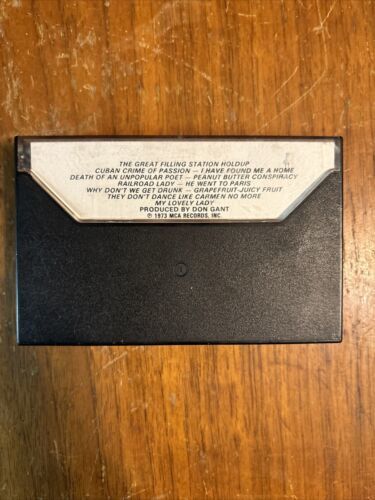 THE GREAT FILLING STATION HOLDUP
CUBAN CRIME OF PASSION — I HAVE FOUND ME A HOME
DEATH OF AN UNPOPULAR POET — PEANUT BUTTER CONSPIRACY
RAILROAD LADY — HE WENT TO PARIS
WHY DON'T WE GET DRUNK — GRAPEFRUIT-JUICY FRUIT
THEY DON'T DANCE LIKE CARMEN NO MORE
MY LOVELY LADY
PRODUCED BY DON GANT
© 1973 MCA RECORDS, INC.